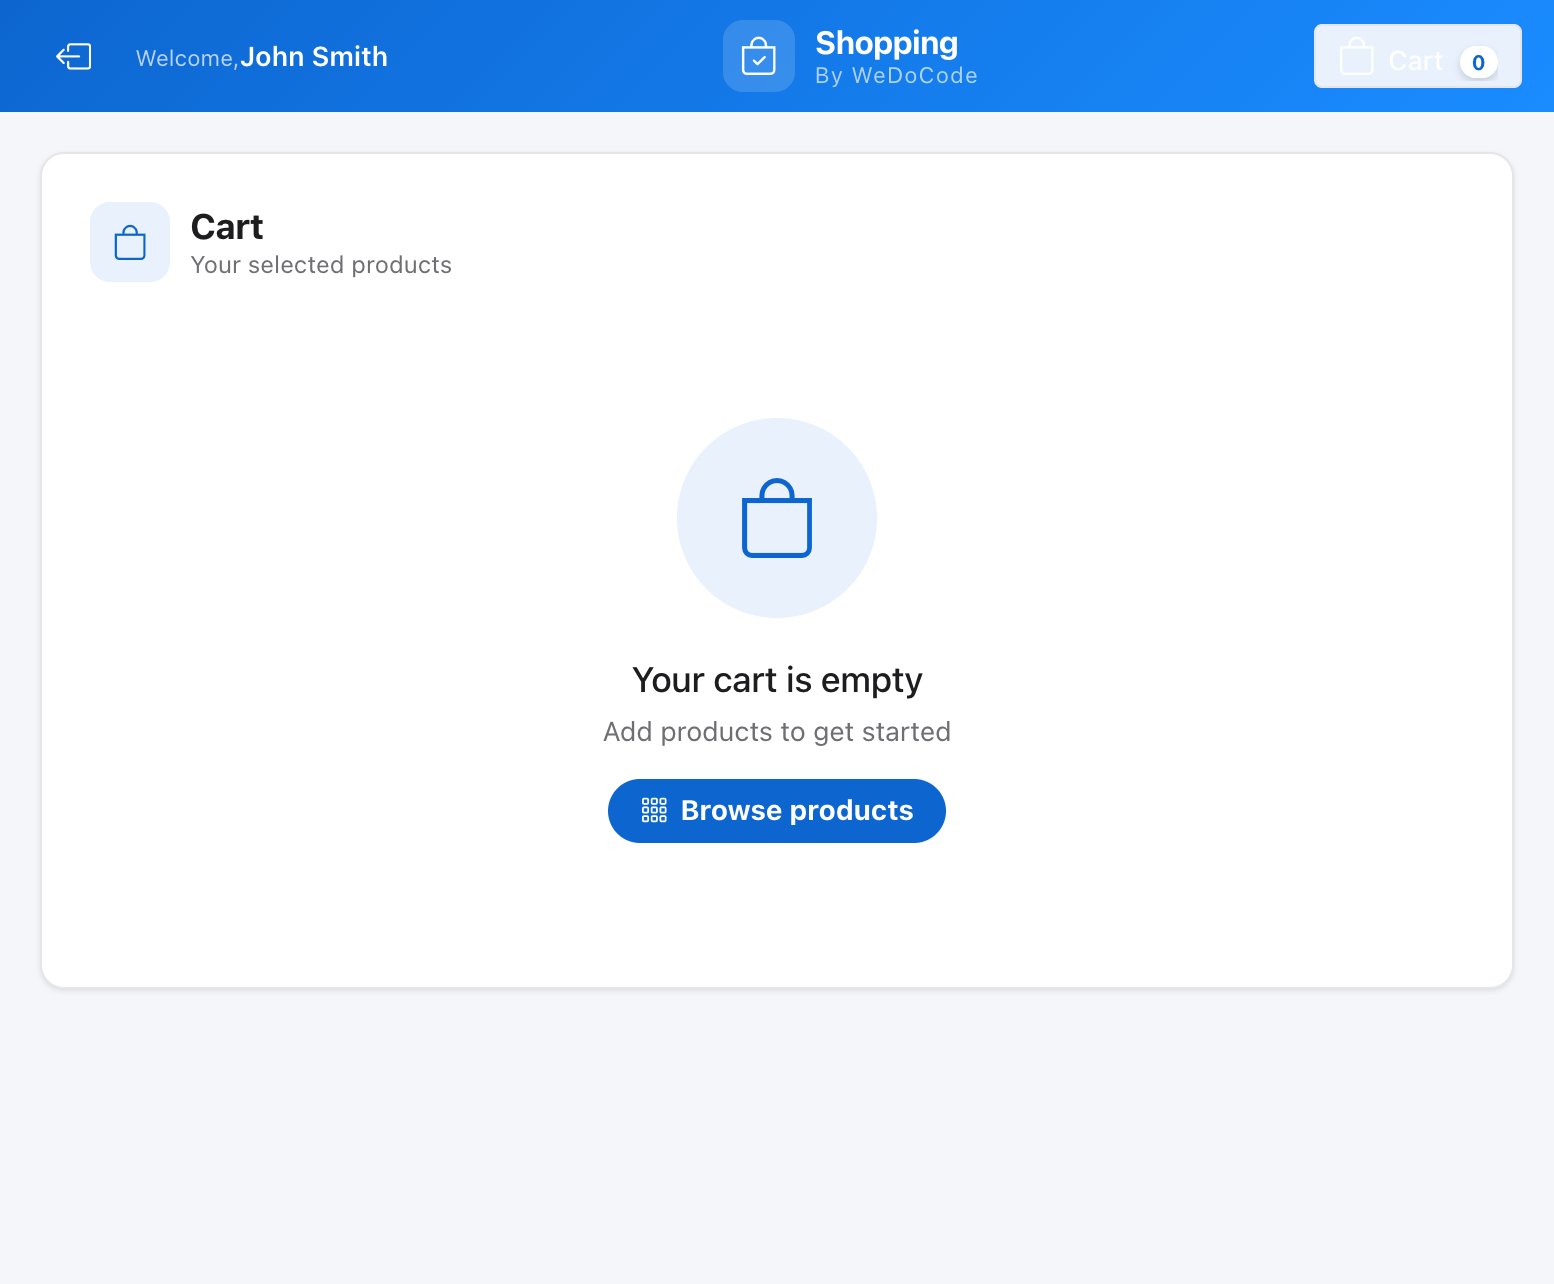 Welcome,John Smith
Shopping
By WeDoCode
Cart 0
Cart
Your selected products
Your cart is empty
Add products to get started
Browse products